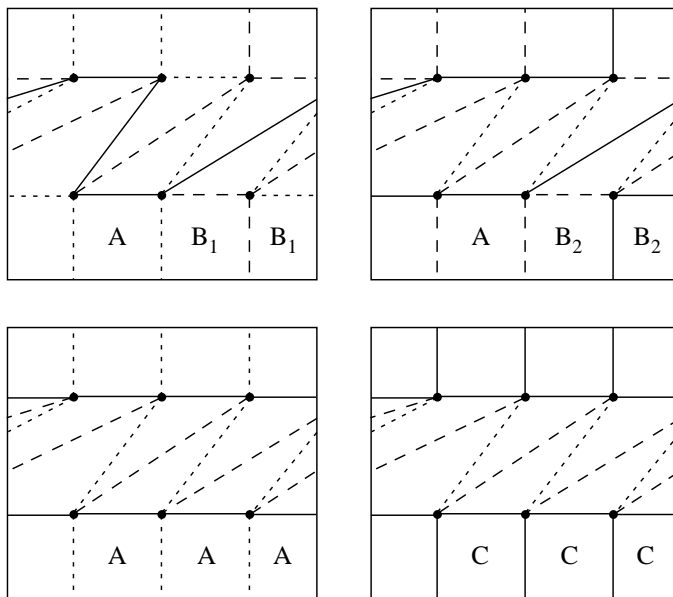 A B₁ B₁
A B₂ B₂
A A A
C C C